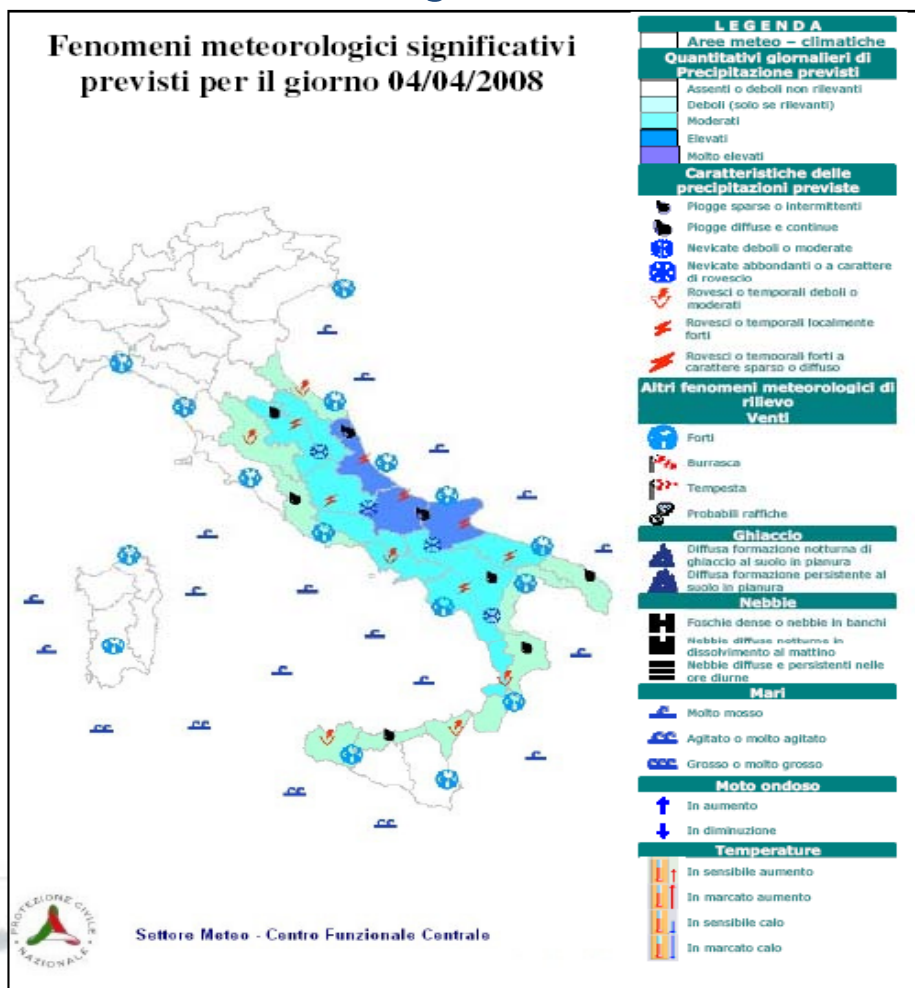 Fenomeni meteorologici significativi
previsti per il giorno 04/04/2008
LEGENDA
Aree meteo – climatiche
Quantitativi giornalieri di
Precipitazione previsti
Assenti o deboli non rilevanti
Deboli (solo se rilevanti)
Moderati
Elevati
Molto elevati
Caratteristiche delle
precipitazioni previste
Piogge sparse o intermittenti
Piogge diffuse e continue
Nevicate deboli o moderate
Nevicate abbondanti o a carattere
di rovescio
Rovesci o temporali deboli o
moderati
Rovesci o temporali localmente
forti
Rovesci o temporali forti a
carattere sparso o diffuso
Altri fenomeni meteorologici di
rilievo
Venti
Forti
Burrasca
Tempesta
Probabili raffiche
Ghiaccio
Diffusa formazione notturna di
ghiaccio al suolo in pianura
Diffusa formazione persistente al
suolo in pianura
Nebbie
Foschie dense o nebbie in banchi
Nebbie diffuse notturne in
dissolvimento al mattino
Nebbie diffuse e persistenti nelle
ore diurne
Mari
Molto mosso
Agitato o molto agitato
Grosso o molto grosso
Moto ondoso
In aumento
In diminuzione
Temperature
In sensibile aumento
In marcato aumento
In sensibile calo
In marcato calo
PROTEZIONE CIVILE
NAZIONALE
Settore Meteo - Centro Funzionale Centrale